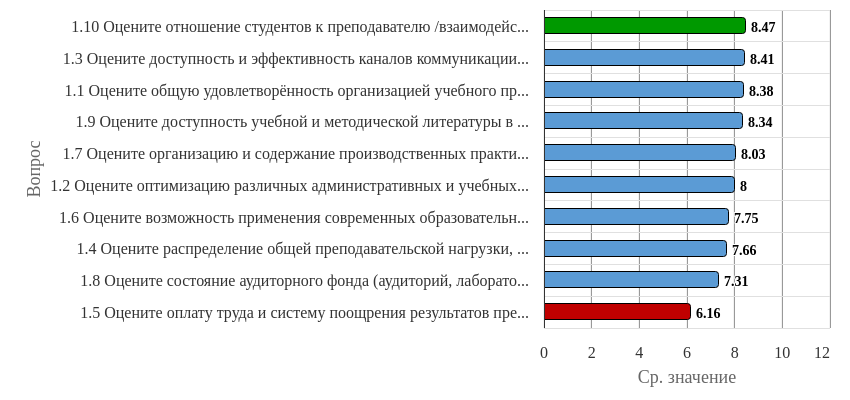 1.10 Оцените отношение студентов к преподавателю /взаимодейс... 8.47
1.3 Оцените доступность и эффективность каналов коммуникации... 8.41
1.1 Оцените общую удовлетворённость организацией учебного пр... 8.38
1.9 Оцените доступность учебной и методической литературы в ... 8.34
1.7 Оцените организацию и содержание производственных практи... 8.03
1.2 Оцените оптимизацию различных административных и учебных... 8
1.6 Оцените возможность применения современных образовательн... 7.75
1.4 Оцените распределение общей преподавательской нагрузки, ... 7.66
1.8 Оцените состояние аудиторного фонда (аудиторий, лаборато... 7.31
1.5 Оцените оплату труда и систему поощрения результатов пре... 6.16
Вопрос
0 2 4 6 8 10 12
Ср. значение